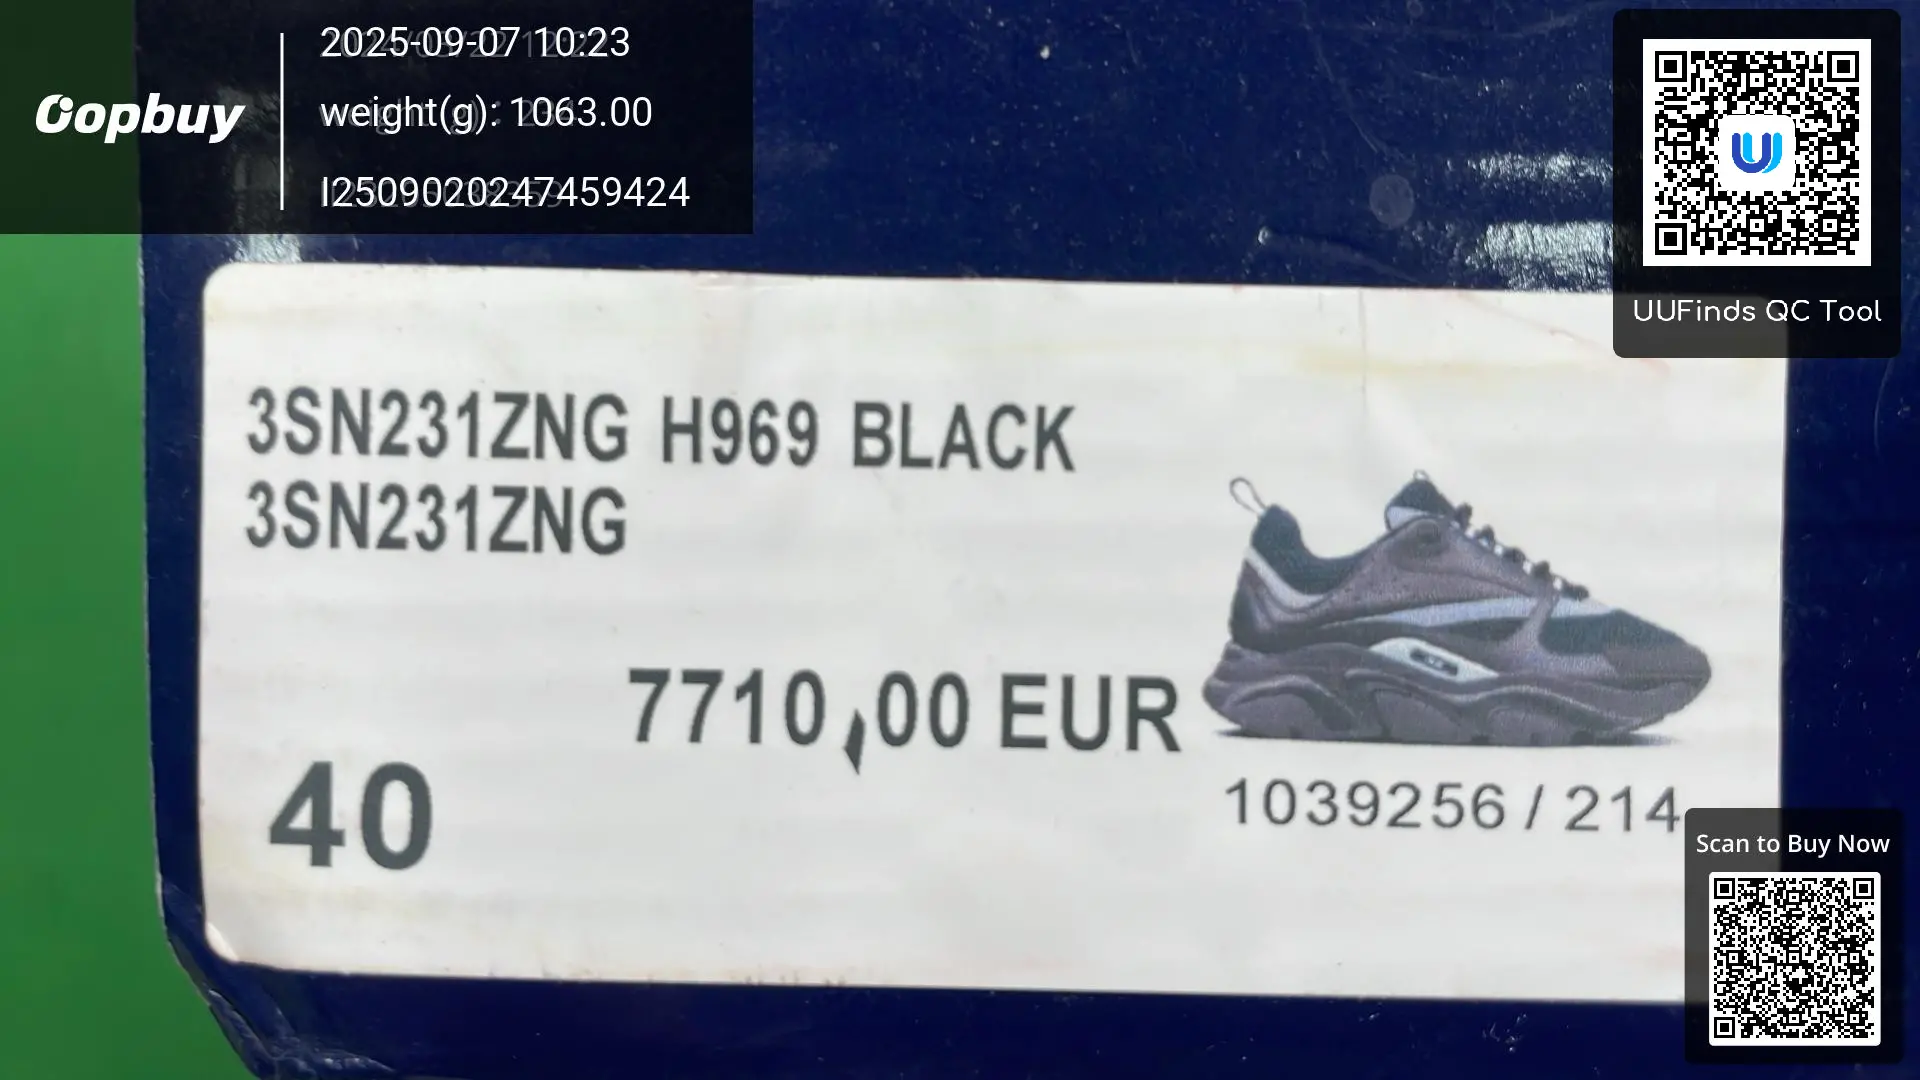 Oopbuy
2025-09-07 10:23
weight(g): 1063.00
I2509020247459424
UUFinds QC Tool
3SN231ZNG H969 BLACK
3SN231ZNG
7710,00 EUR
40
1039256 / 214
Scan to Buy Now